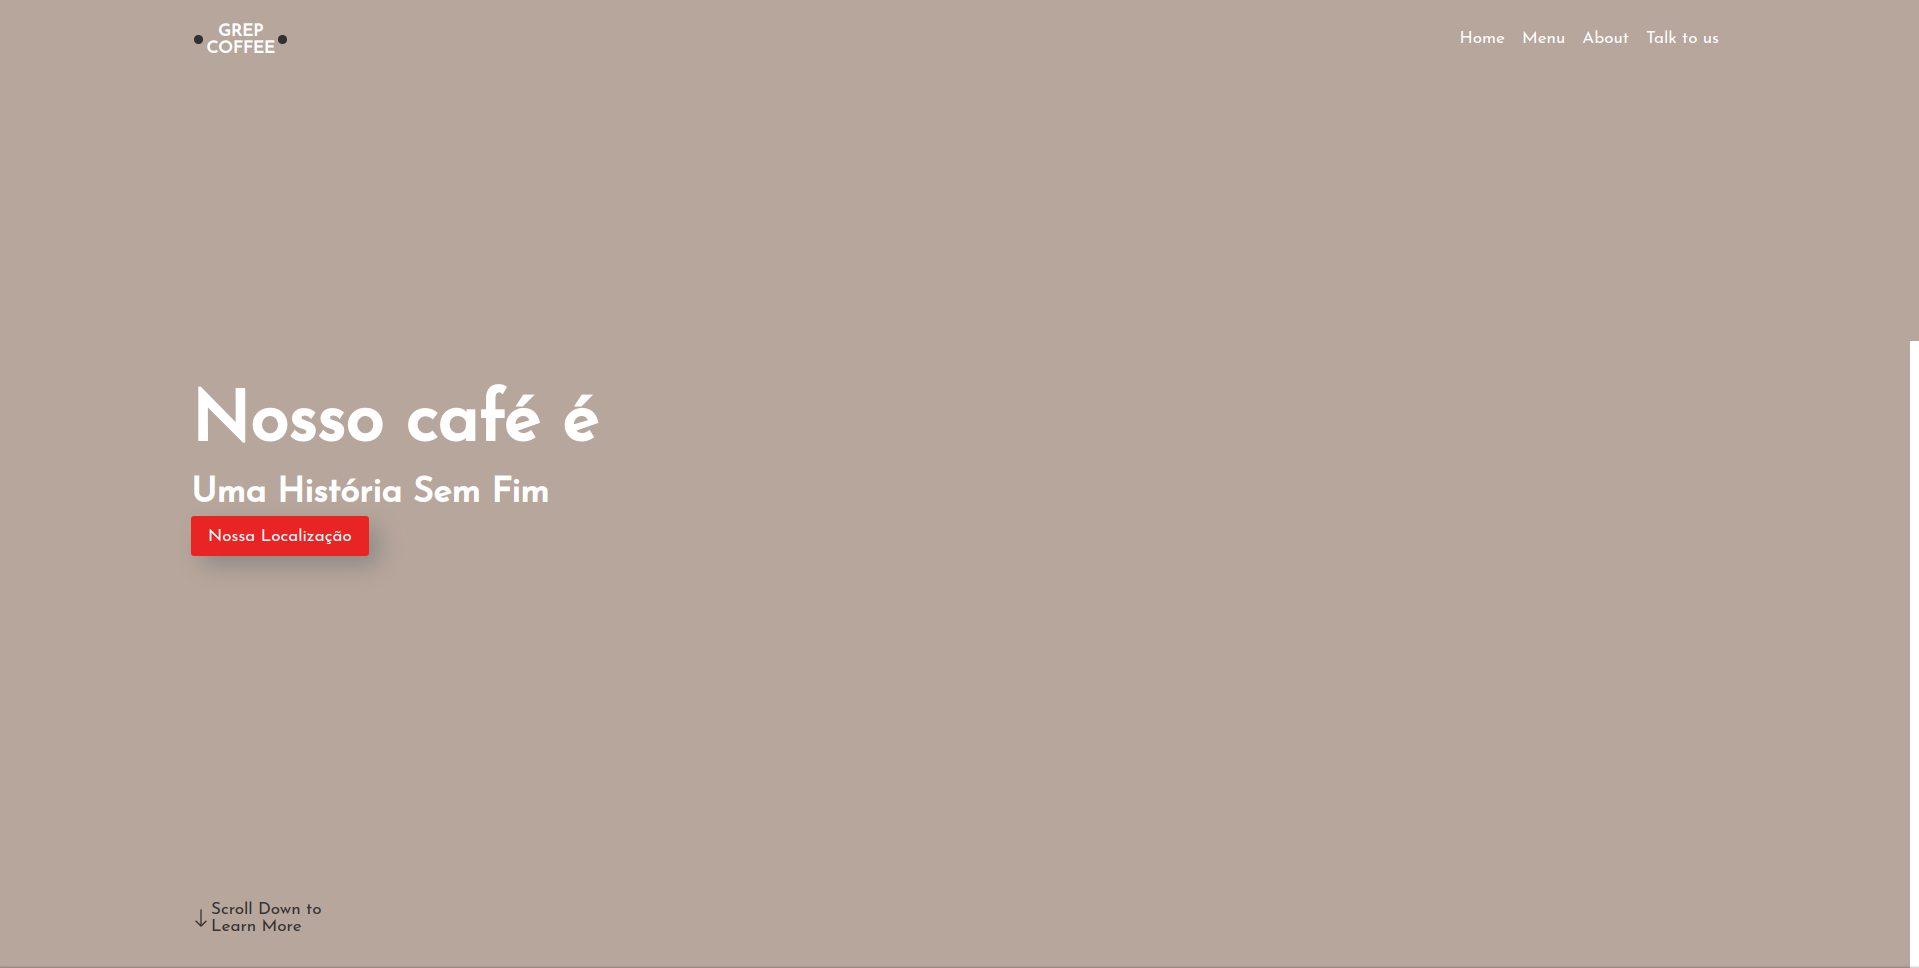 GREP
COFFEE
Home Menu About Talk to us
Nosso café é
Uma História Sem Fim
Nossa Localização
Scroll Down to
Learn More